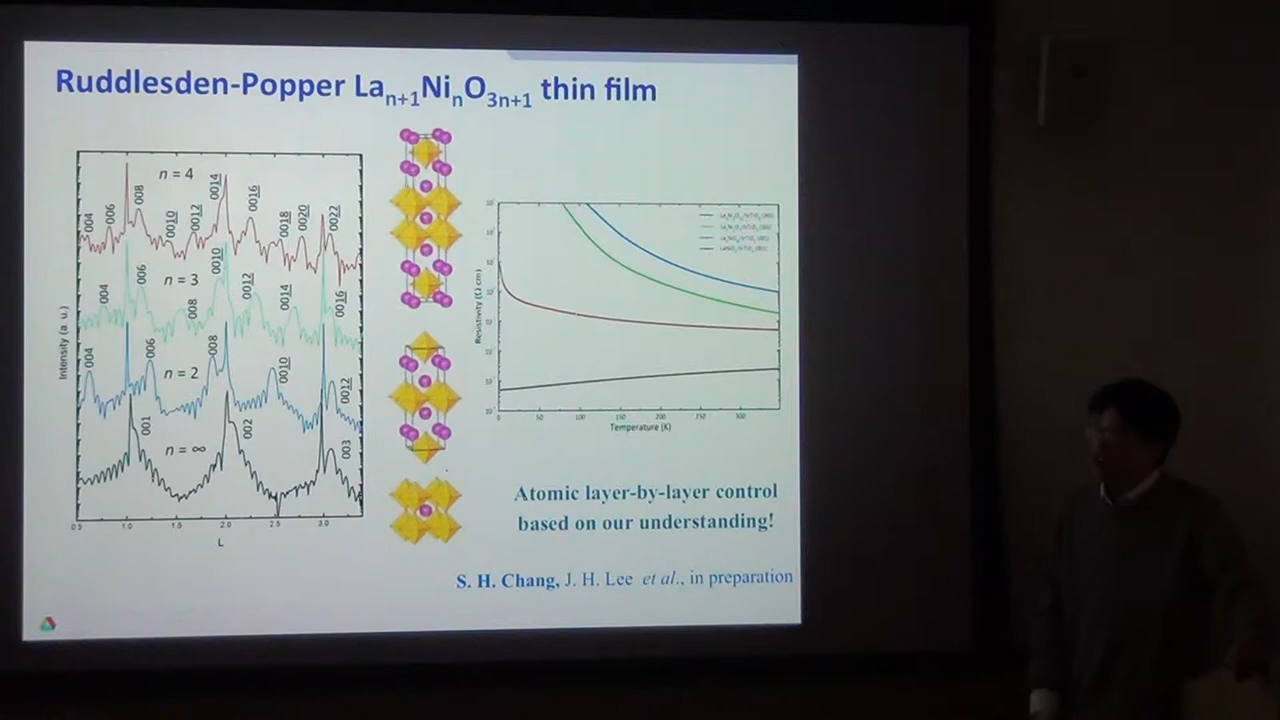 Ruddlesden-Popper Laₙ₊₁NiₙO₃ₙ₊₁ thin film
n = 4
004
006
008
0010
0012
0014
0016
0018
0020
0022
n = 3
004
006
008
0010
0012
0014
0016
n = 2
004
006
008
0010
0012
n = ∞
001
002
003
Intensity (a. u.)
0.5 1.0 1.5 2.0 2.5 3.0
L
Resistivity (Ω cm)
0 50 100 150 200 250 300
Temperature (K)
Atomic layer-by-layer control
based on our understanding!
S. H. Chang, J. H. Lee et al., in preparation